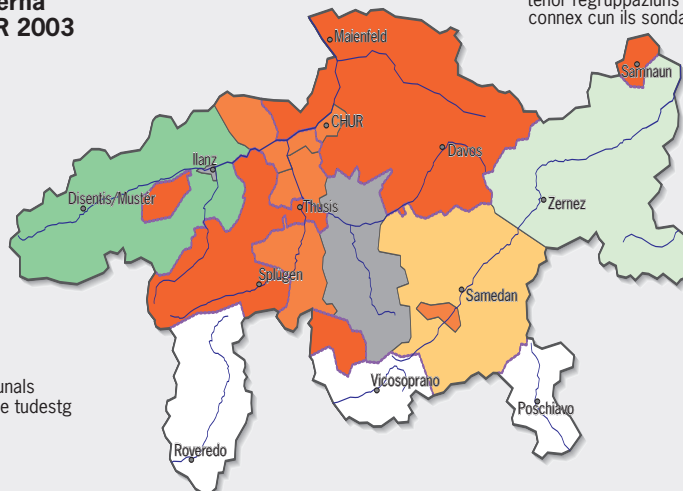 erna
R 2003
tenor regruppaziuns
connex cun ils sonda
Maienfeld
Samnaun
CHUR
Davos
Ilanz
Disentis/Mustér
Thusis
Zernez
Splügen
Samedan
unals
e tudestg
Vicosoprano
Poschiavo
Roveredo